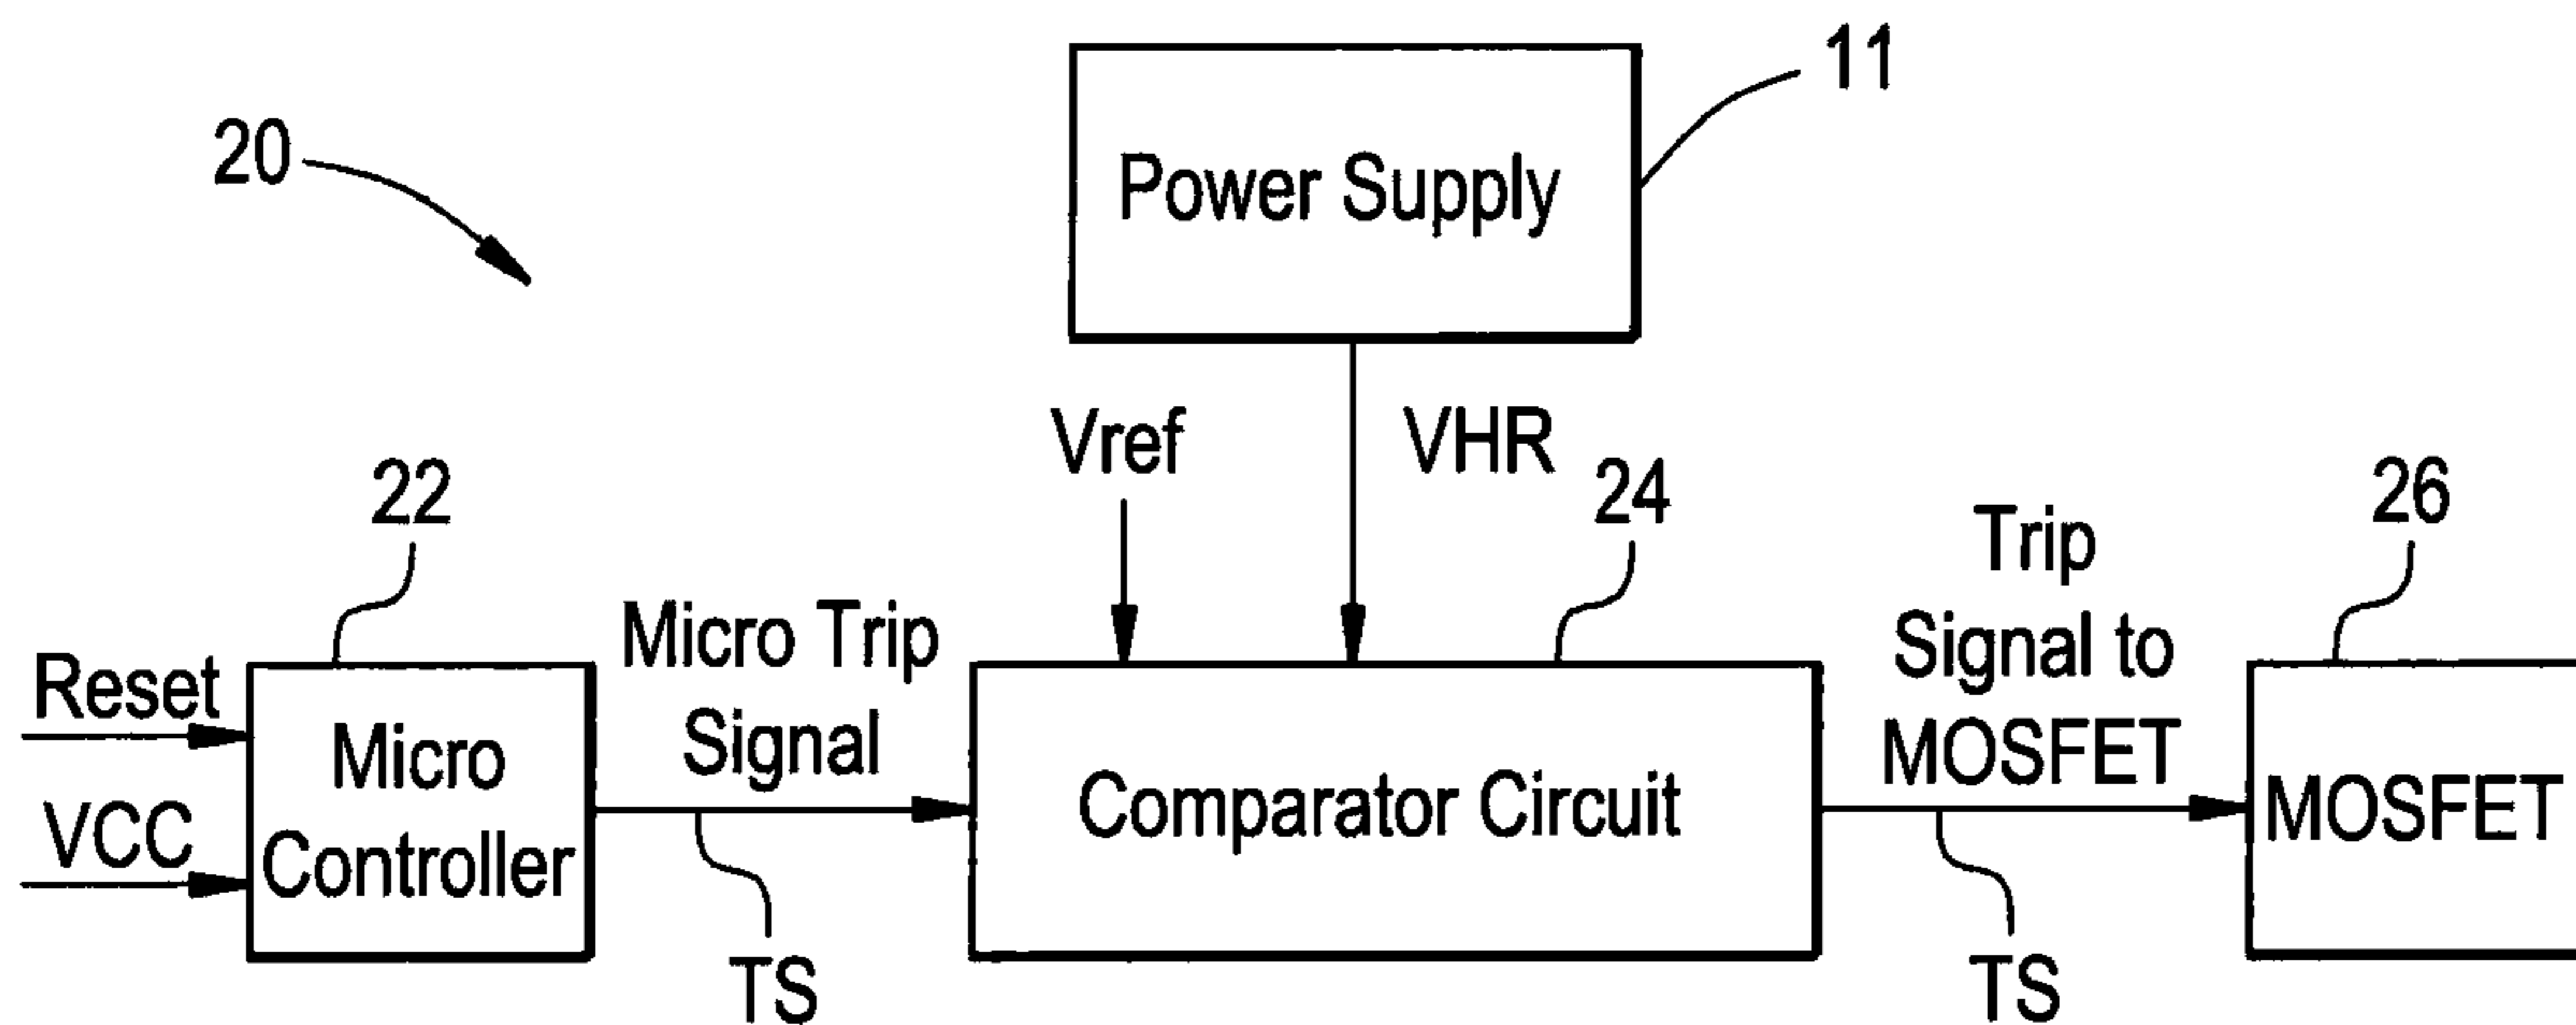 11
20
Power Supply
Vref
VHR
22
24
26
Reset
VCC
Micro
Controller
Micro Trip
Signal
TS
Comparator Circuit
Trip
Signal to
MOSFET
TS
MOSFET